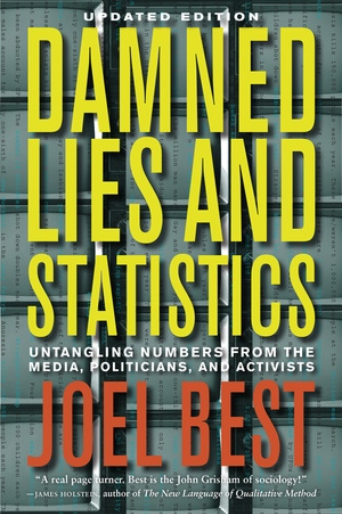 UPDATED EDITION
DAMNED
LIES AND
STATISTICS
UNTANGLING NUMBERS FROM THE
MEDIA, POLITICIANS, AND ACTIVISTS
JOEL BEST
“A real page turner. Best is the John Grisham of sociology!”
—JAMES HOLSTEIN, author of The New Language of Qualitative Method